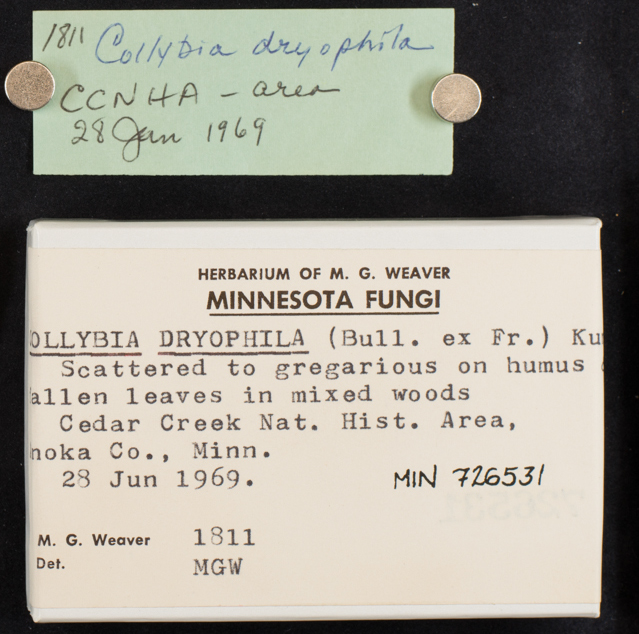 1811 Collybia dryophila
CCNHA - area
28 Jun 1969
HERBARIUM OF M. G. WEAVER
MINNESOTA FUNGI
OLLYBIA DRYOPHILA (Bull. ex Fr.) Ku
Scattered to gregarious on humus
allen leaves in mixed woods
Cedar Creek Nat. Hist. Area,
noka Co., Minn.
28 Jun 1969.
MIN 726531
M. G. Weaver 1811
Det. MGW